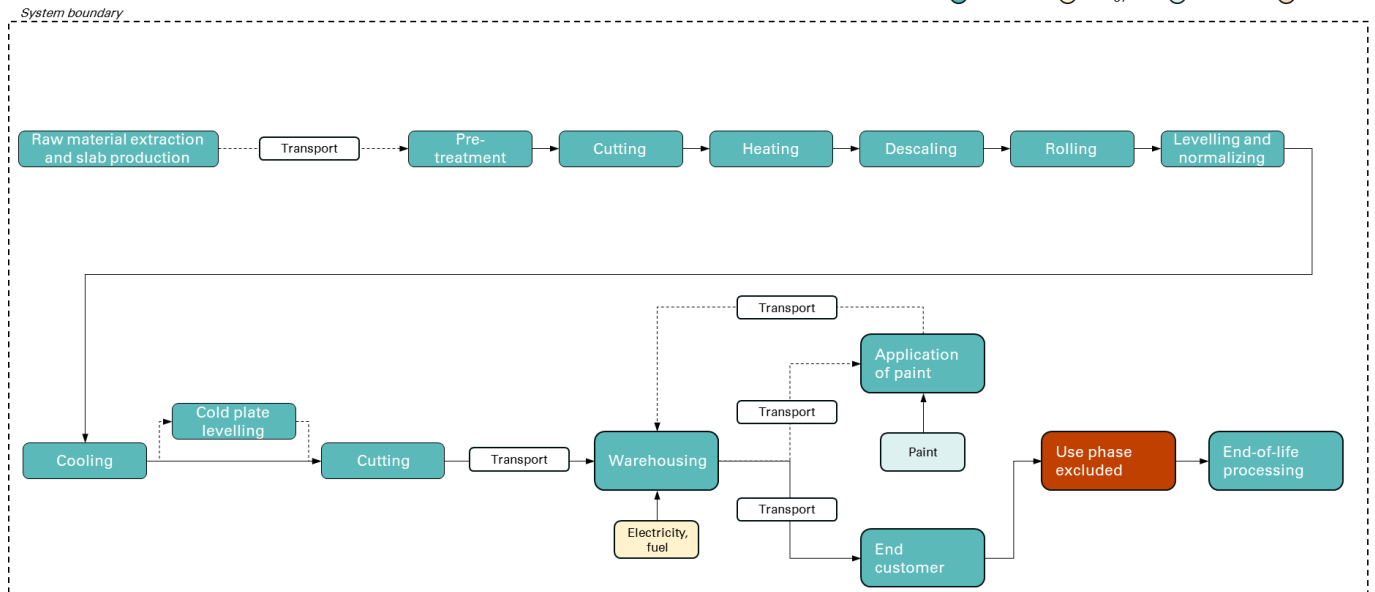 System boundary
Raw material extraction
and slab production
Transport
Pre-
treatment
Cutting
Heating
Descaling
Rolling
Levelling and
normalizing
Transport
Application
of paint
Cold plate
levelling
Transport
Cooling
Cutting
Transport
Warehousing
Paint
Use phase
excluded
End-of-life
processing
Transport
Electricity,
fuel
End
customer